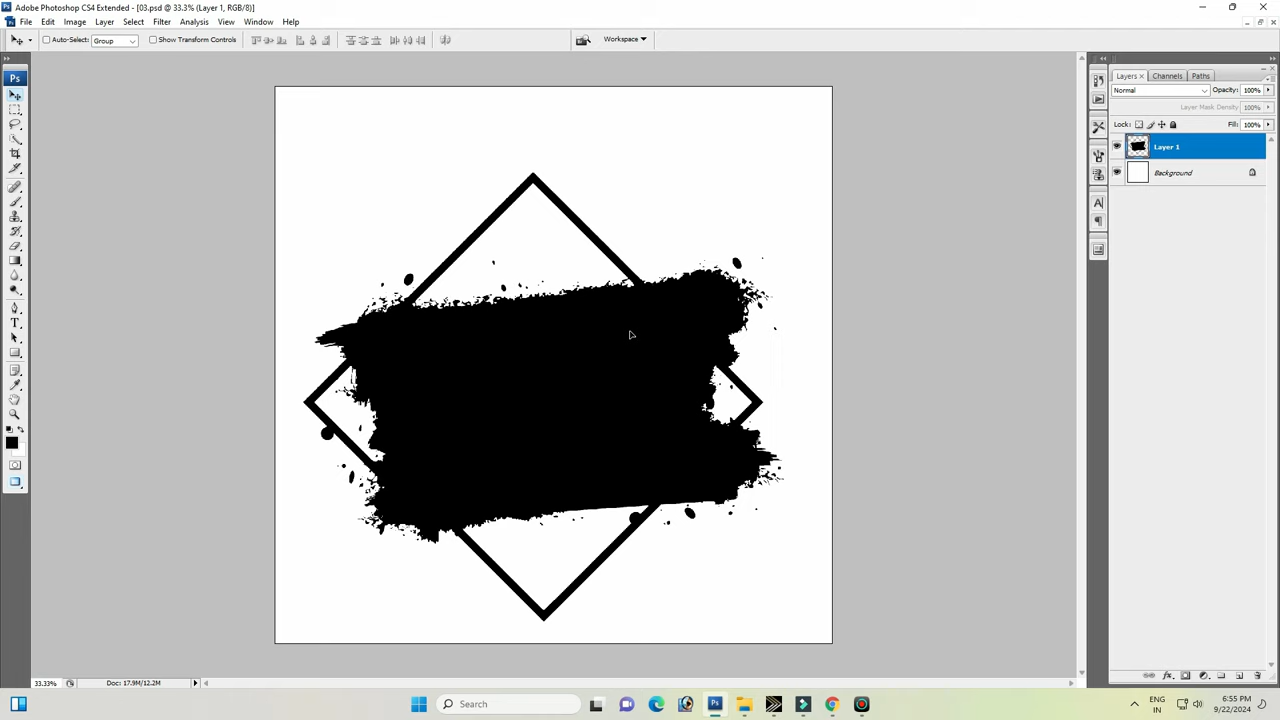 Adobe Photoshop CS4 Extended - [03.psd @ 33.3% (Layer 1, RGB/8)]
File Edit Image Layer Select Filter Analysis View Window Help
Auto-Select: Group Show Transform Controls Workspace
Ps
Layers Channels Paths
Normal Opacity: 100%
Layer Mask Density: 100%
Lock: Fill: 100%
Layer 1
Background
T
A
33.33% Doc: 17.9M/12.2M
Search
Ps
ENG
IN
6:55 PM
9/22/2024